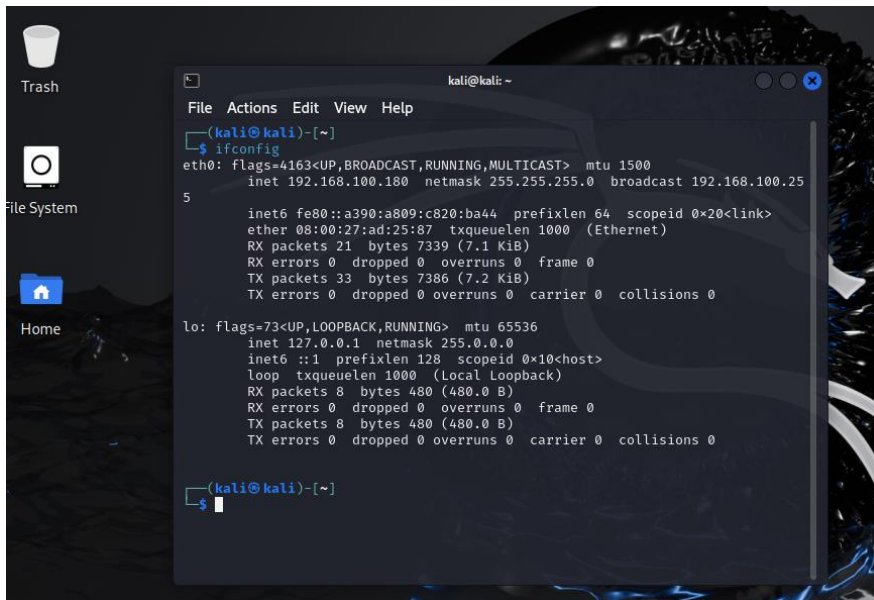 Trash
File System
Home
kali@kali: ~
File Actions Edit View Help
┌──(kali㉿kali)-[~]
└─$ ifconfig
eth0: flags=4163<UP,BROADCAST,RUNNING,MULTICAST>  mtu 1500
        inet 192.168.100.180  netmask 255.255.255.0  broadcast 192.168.100.25
5
        inet6 fe80::a390:a809:c820:ba44  prefixlen 64  scopeid 0×20<link>
        ether 08:00:27:ad:25:87  txqueuelen 1000  (Ethernet)
        RX packets 21  bytes 7339 (7.1 KiB)
        RX errors 0  dropped 0  overruns 0  frame 0
        TX packets 33  bytes 7386 (7.2 KiB)
        TX errors 0  dropped 0 overruns 0  carrier 0  collisions 0

lo: flags=73<UP,LOOPBACK,RUNNING>  mtu 65536
        inet 127.0.0.1  netmask 255.0.0.0
        inet6 ::1  prefixlen 128  scopeid 0×10<host>
        loop  txqueuelen 1000  (Local Loopback)
        RX packets 8  bytes 480 (480.0 B)
        RX errors 0  dropped 0  overruns 0  frame 0
        TX packets 8  bytes 480 (480.0 B)
        TX errors 0  dropped 0 overruns 0  carrier 0  collisions 0

┌──(kali㉿kali)-[~]
└─$